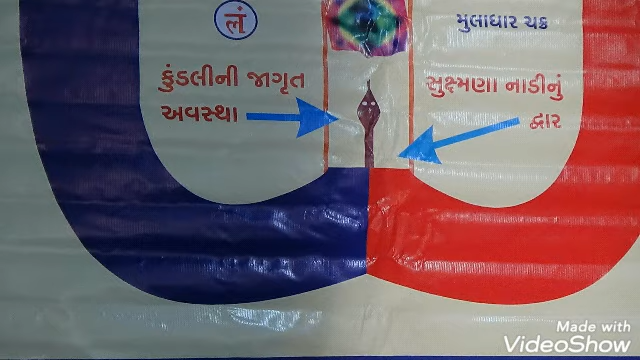 લં
મુલાધાર ચક્ર
કુંડલીની જાગૃત
અવસ્થા
સુક્ષ્મણા નાડીનું
દ્વાર
Made with
VideoShow